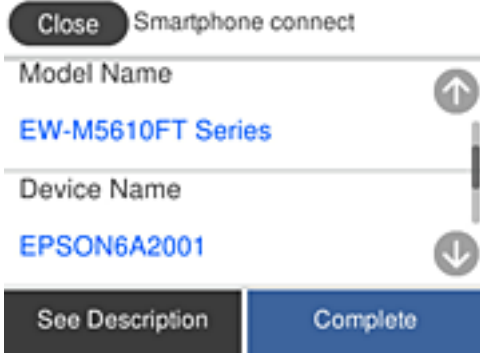 Close Smartphone connect
Model Name
EW-M5610FT Series
Device Name
EPSON6A2001
See Description Complete